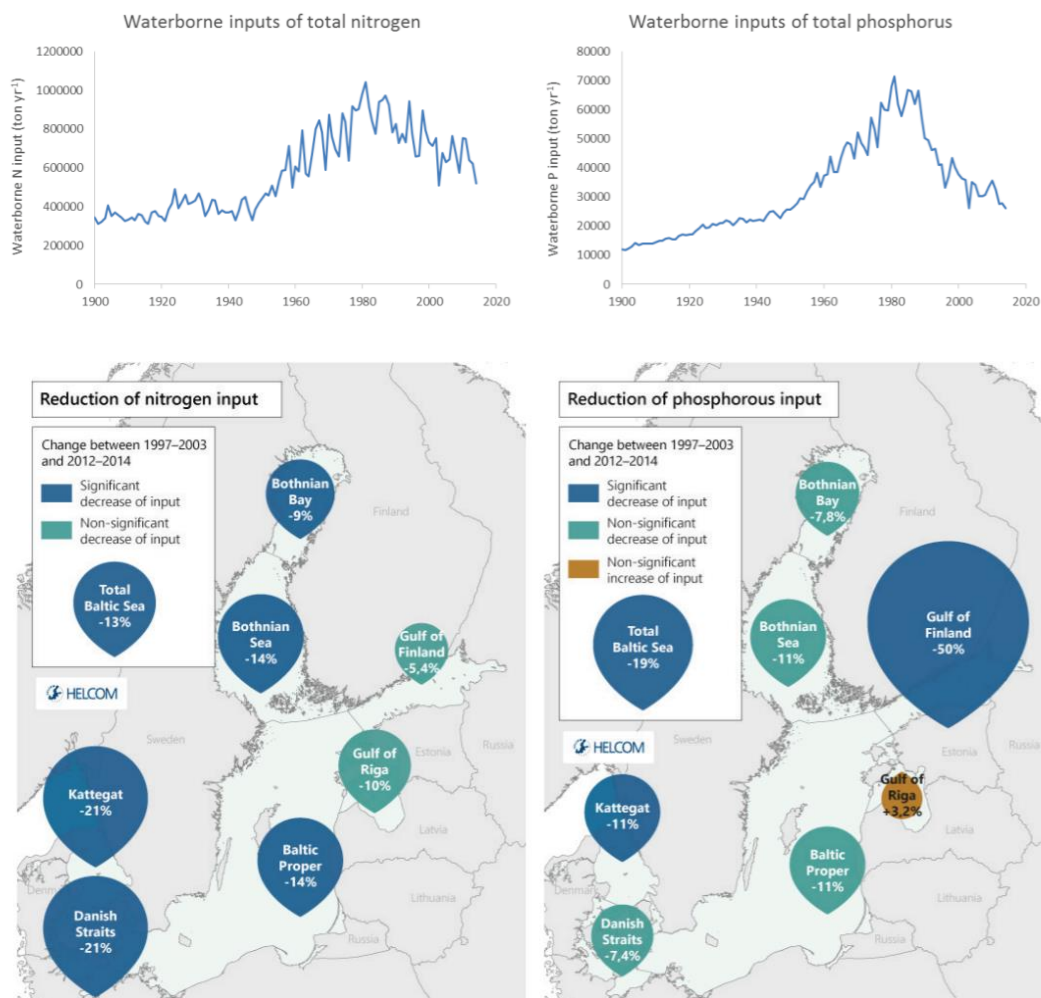 Waterborne inputs of total nitrogen
Waterborne N input (ton yr⁻¹)
1200000
1000000
800000
600000
400000
200000
0
1900
1920
1940
1960
1980
2000
2020
Waterborne inputs of total phosphorus
Waterborne P input (ton yr⁻¹)
80000
70000
60000
50000
40000
30000
20000
10000
0
1900
1920
1940
1960
1980
2000
2020
Reduction of nitrogen input
Change between 1997–2003
and 2012–2014
Significant
decrease of input
Non-significant
decrease of input
Total
Baltic Sea
-13%
HELCOM
Bothnian
Bay
-9%
Finland
Bothnian
Sea
-14%
Gulf of
Finland
-5,4%
Sweden
Estonia
Russia
Gulf of
Riga
-10%
Kattegat
-21%
Latvia
Baltic
Proper
-14%
Denmark
Lithuania
Danish
Straits
-21%
Russia
Reduction of phosphorous input
Change between 1997–2003
and 2012–2014
Significant
decrease of input
Non-significant
decrease of input
Non-significant
increase of input
Total
Baltic Sea
-19%
HELCOM
Bothnian
Bay
-7,8%
Finland
Gulf of
Finland
-50%
Bothnian
Sea
-11%
Sweden
Estonia
Russia
Gulf of
Riga
+3,2%
Kattegat
-11%
Latvia
Baltic
Proper
-11%
Denmark
Lithuania
Danish
Straits
-7,4%
Russia